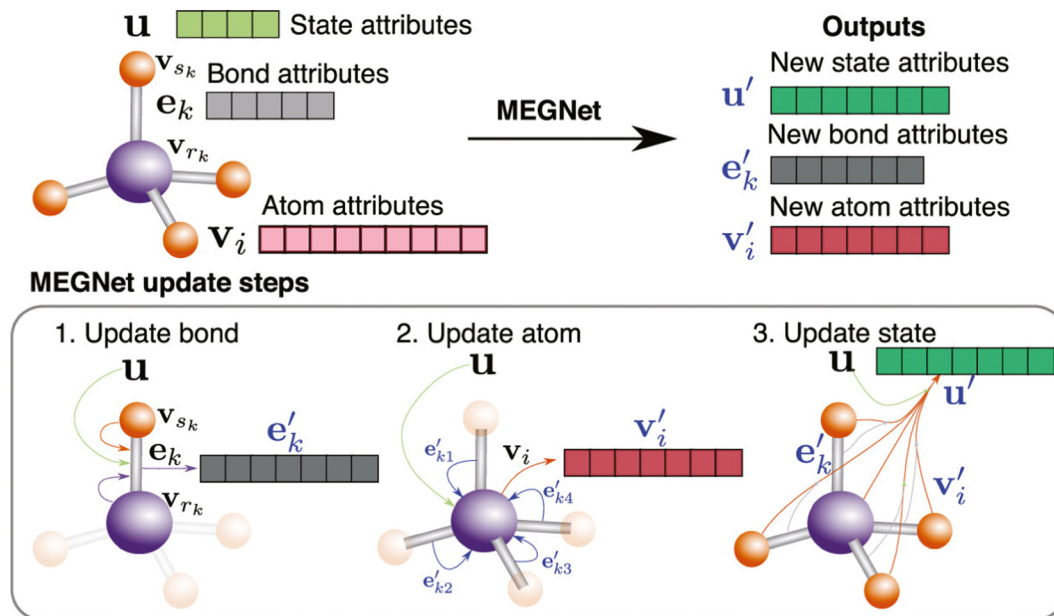 u State attributes
v_{s_k}
Bond attributes
e_k
v_{r_k}
Atom attributes
v_i
MEGNet
Outputs
New state attributes
u′
New bond attributes
e′_k
New atom attributes
v′_i
MEGNet update steps
1. Update bond
u
v_{s_k}
e_k
e′_k
v_{r_k}
2. Update atom
u
e′_{k1}
v_i
v′_i
e′_{k4}
e′_{k2}
e′_{k3}
3. Update state
u
u′
e′_k
v′_i